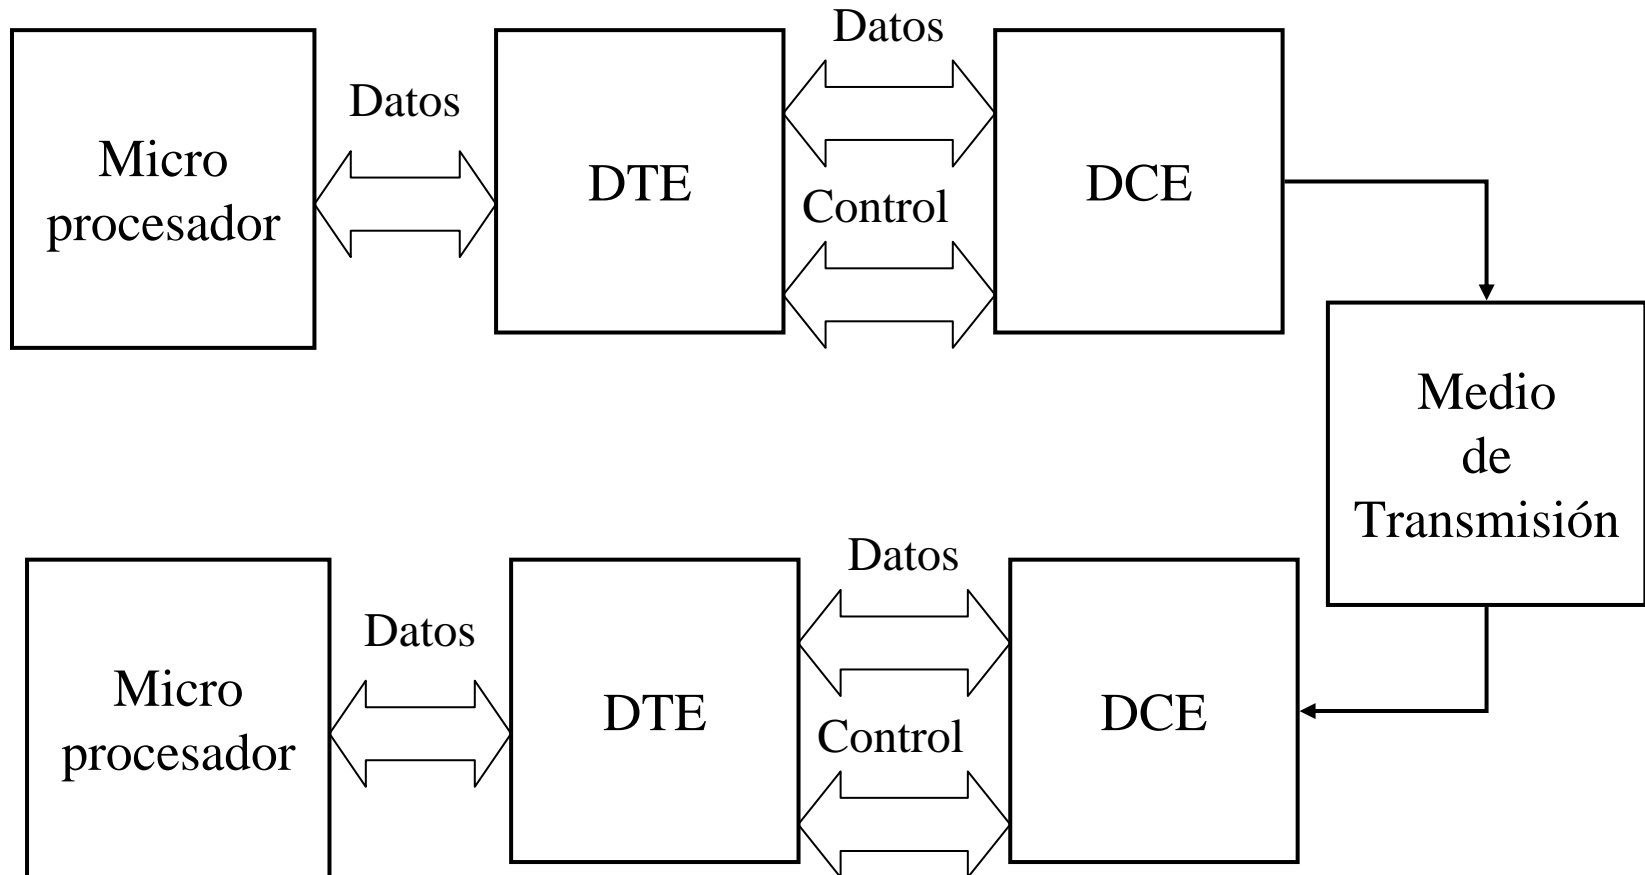 Datos
Datos
Micro
procesador
DTE
DCE
Control
Medio
de
Transmisión
Datos
Datos
Micro
procesador
DTE
DCE
Control